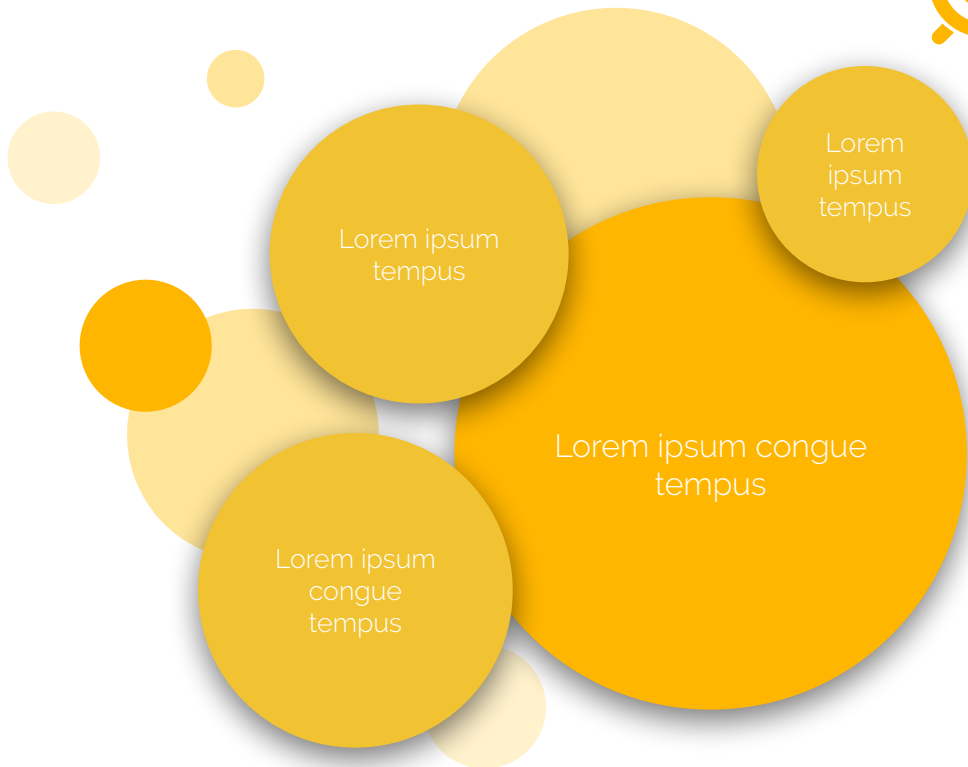 Lorem
ipsum
tempus
Lorem ipsum
tempus
Lorem ipsum congue
tempus
Lorem ipsum
congue
tempus